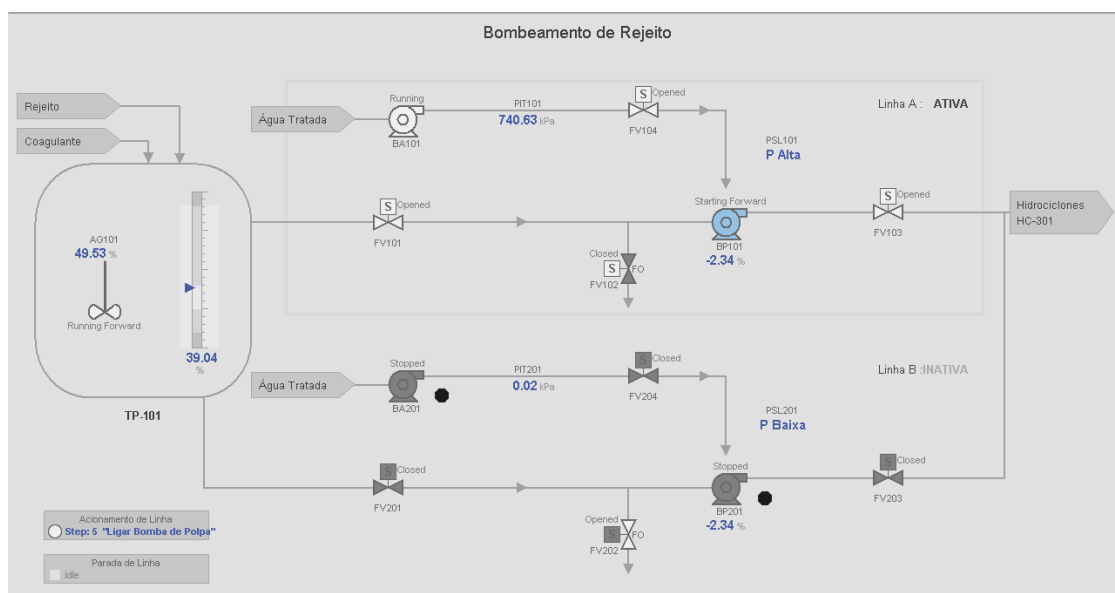 Bombeamento de Rejeito
Rejeito
Coagulante
Água Tratada
Running
BA101
PIT101
740.63 kPa
S Opened
FV104
Linha A : ATIVA
PSL101
P Alta
S Opened
FV101
Starting Forward
BP101
-2.34 %
S Opened
FV103
Hidrociclones
HC-301
Closed
S FO
FV102
AG101
49.53 %
Running Forward
39.04
%
TP-101
Água Tratada
Stopped
BA201
PIT201
0.02 kPa
S Closed
FV204
Linha B :INATIVA
PSL201
P Baixa
S Closed
FV201
Stopped
BP201
-2.34 %
S Closed
FV203
Opened
S FO
FV202
Acionamento de Linha
Step: 5 "Ligar Bomba de Polpa"
Parada de Linha
Idle